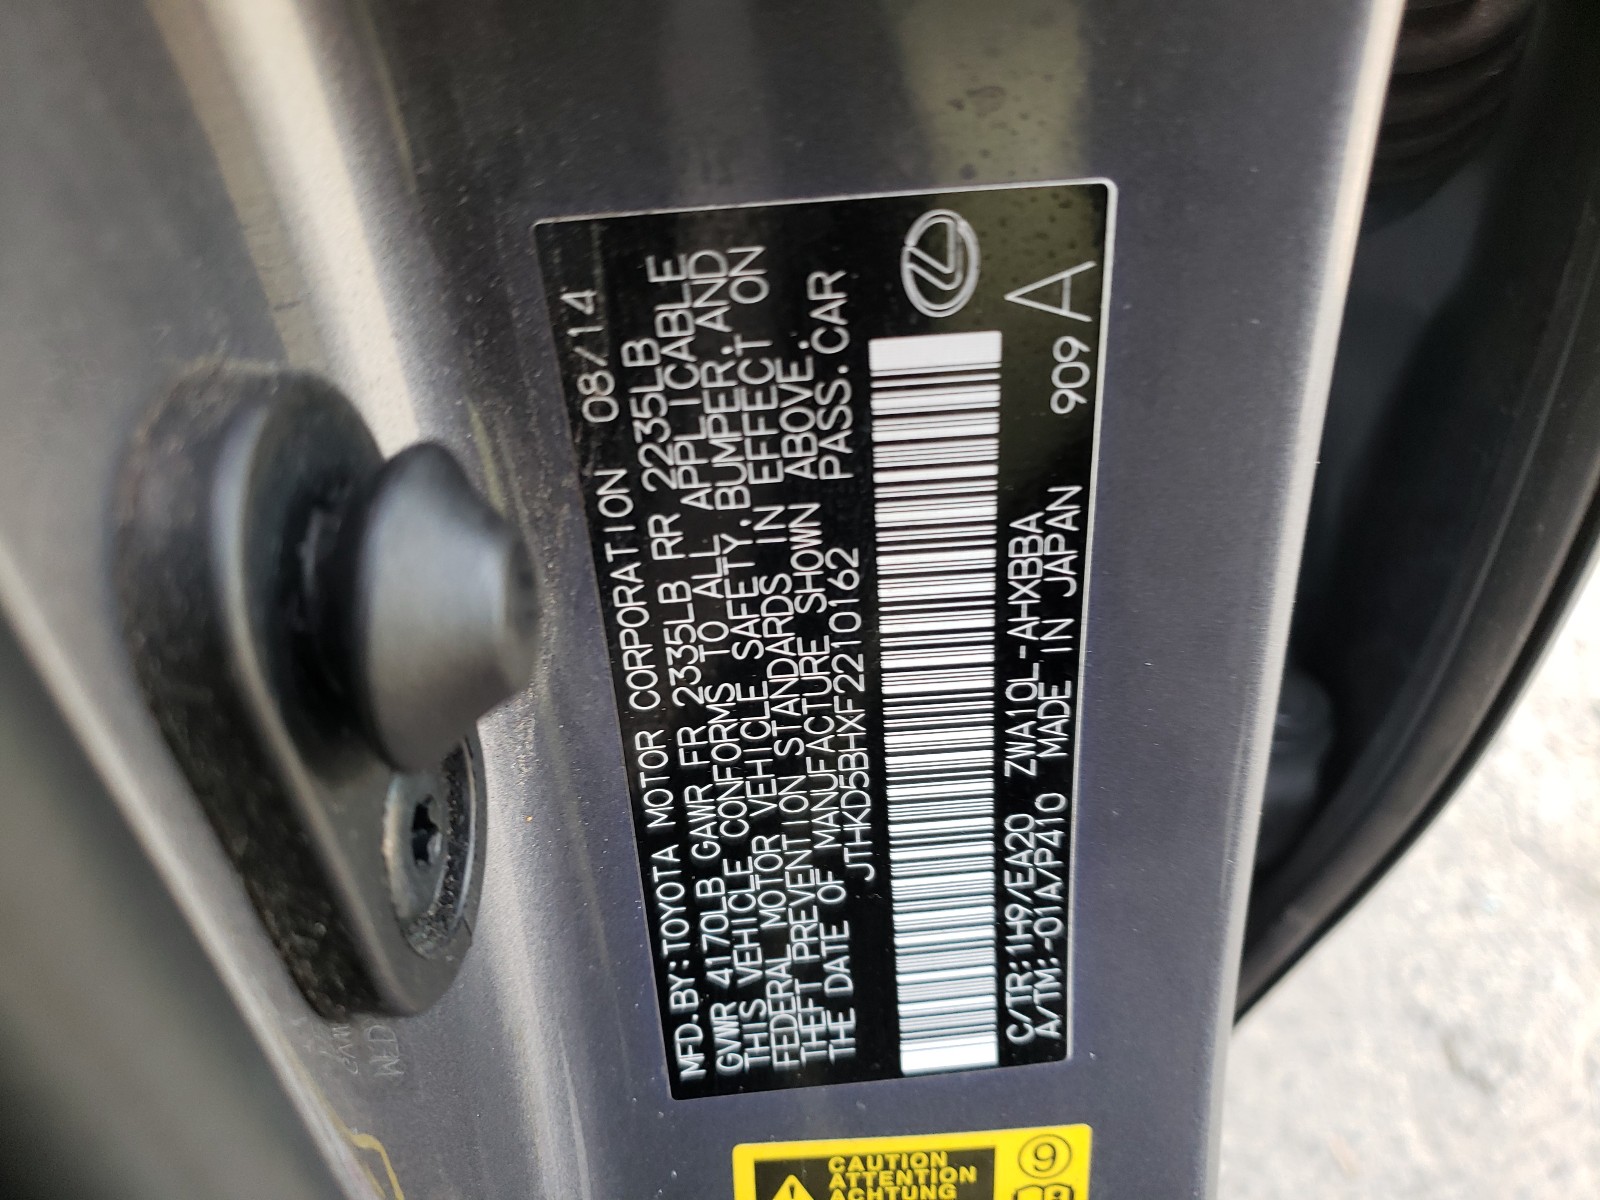 MFD.BY:TOYOTA MOTOR CORPORATION 08/14
GVWR 4170LB GAWR FR 2335LB RR 2235LB
THIS VEHICLE CONFORMS TO ALL APPLICABLE
FEDERAL MOTOR VEHICLE SAFETY,BUMPER,AND
THEFT PREVENTION STANDARDS IN EFFECT ON
THE DATE OF MANUFACTURE SHOWN ABOVE.
JTHKD5BHXF2210162 PASS.CAR
C/TR:1H9/EA20 ZWA10L-AHXBBA
A/TM:-01A/P410 MADE IN JAPAN 909 A
CAUTION
ATTENTION
ACHTUNG
9